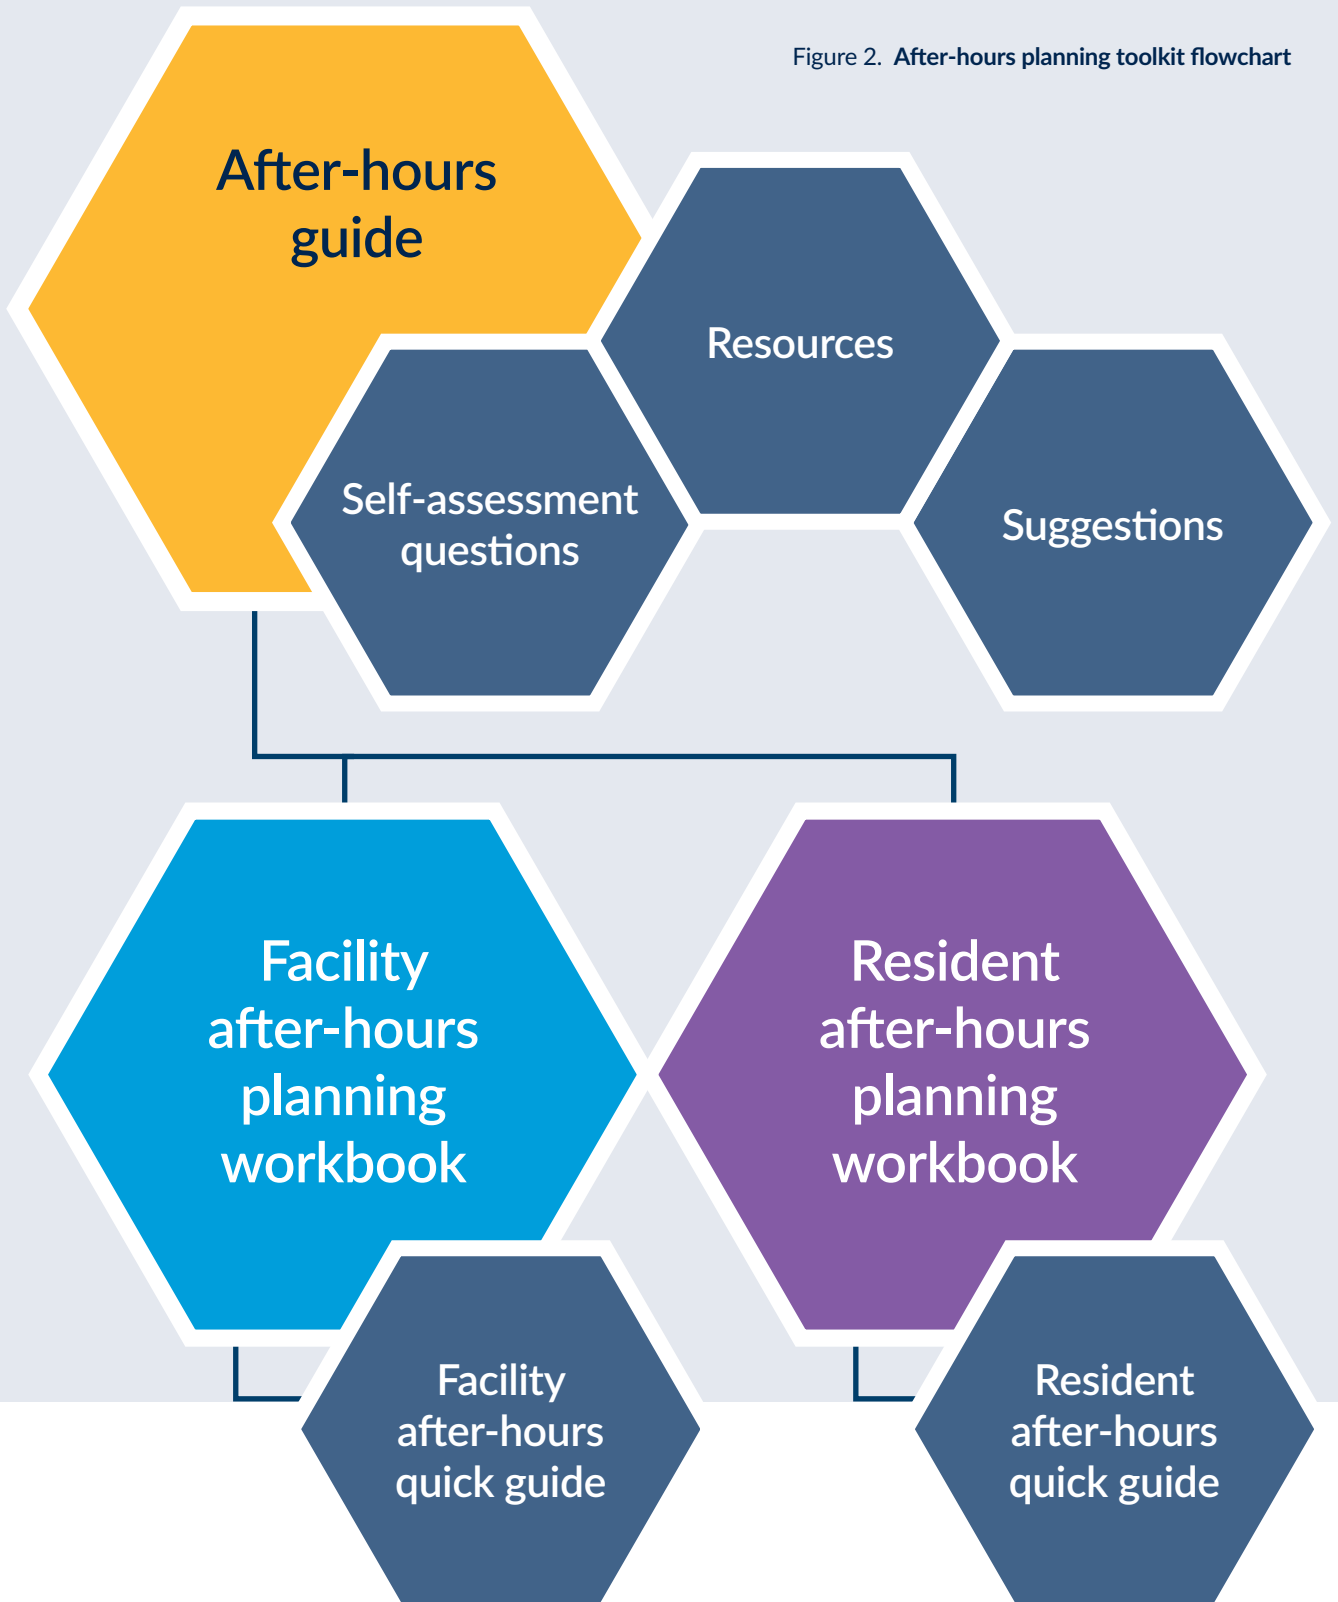 Figure 2. After-hours planning toolkit flowchart
After-hours
guide
Resources
Self-assessment
questions
Suggestions
Facility
after-hours
planning
workbook
Resident
after-hours
planning
workbook
Facility
after-hours
quick guide
Resident
after-hours
quick guide